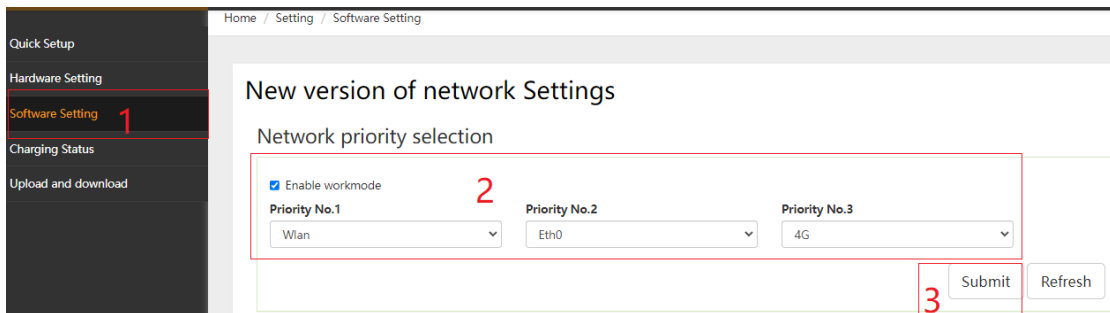 Home / Setting / Software Setting
Quick Setup
Hardware Setting
Software Setting 1
Charging Status
Upload and download
New version of network Settings
Network priority selection
Enable workmode 2
Priority No.1 Priority No.2 Priority No.3
Wlan Eth0 4G
3 Submit Refresh